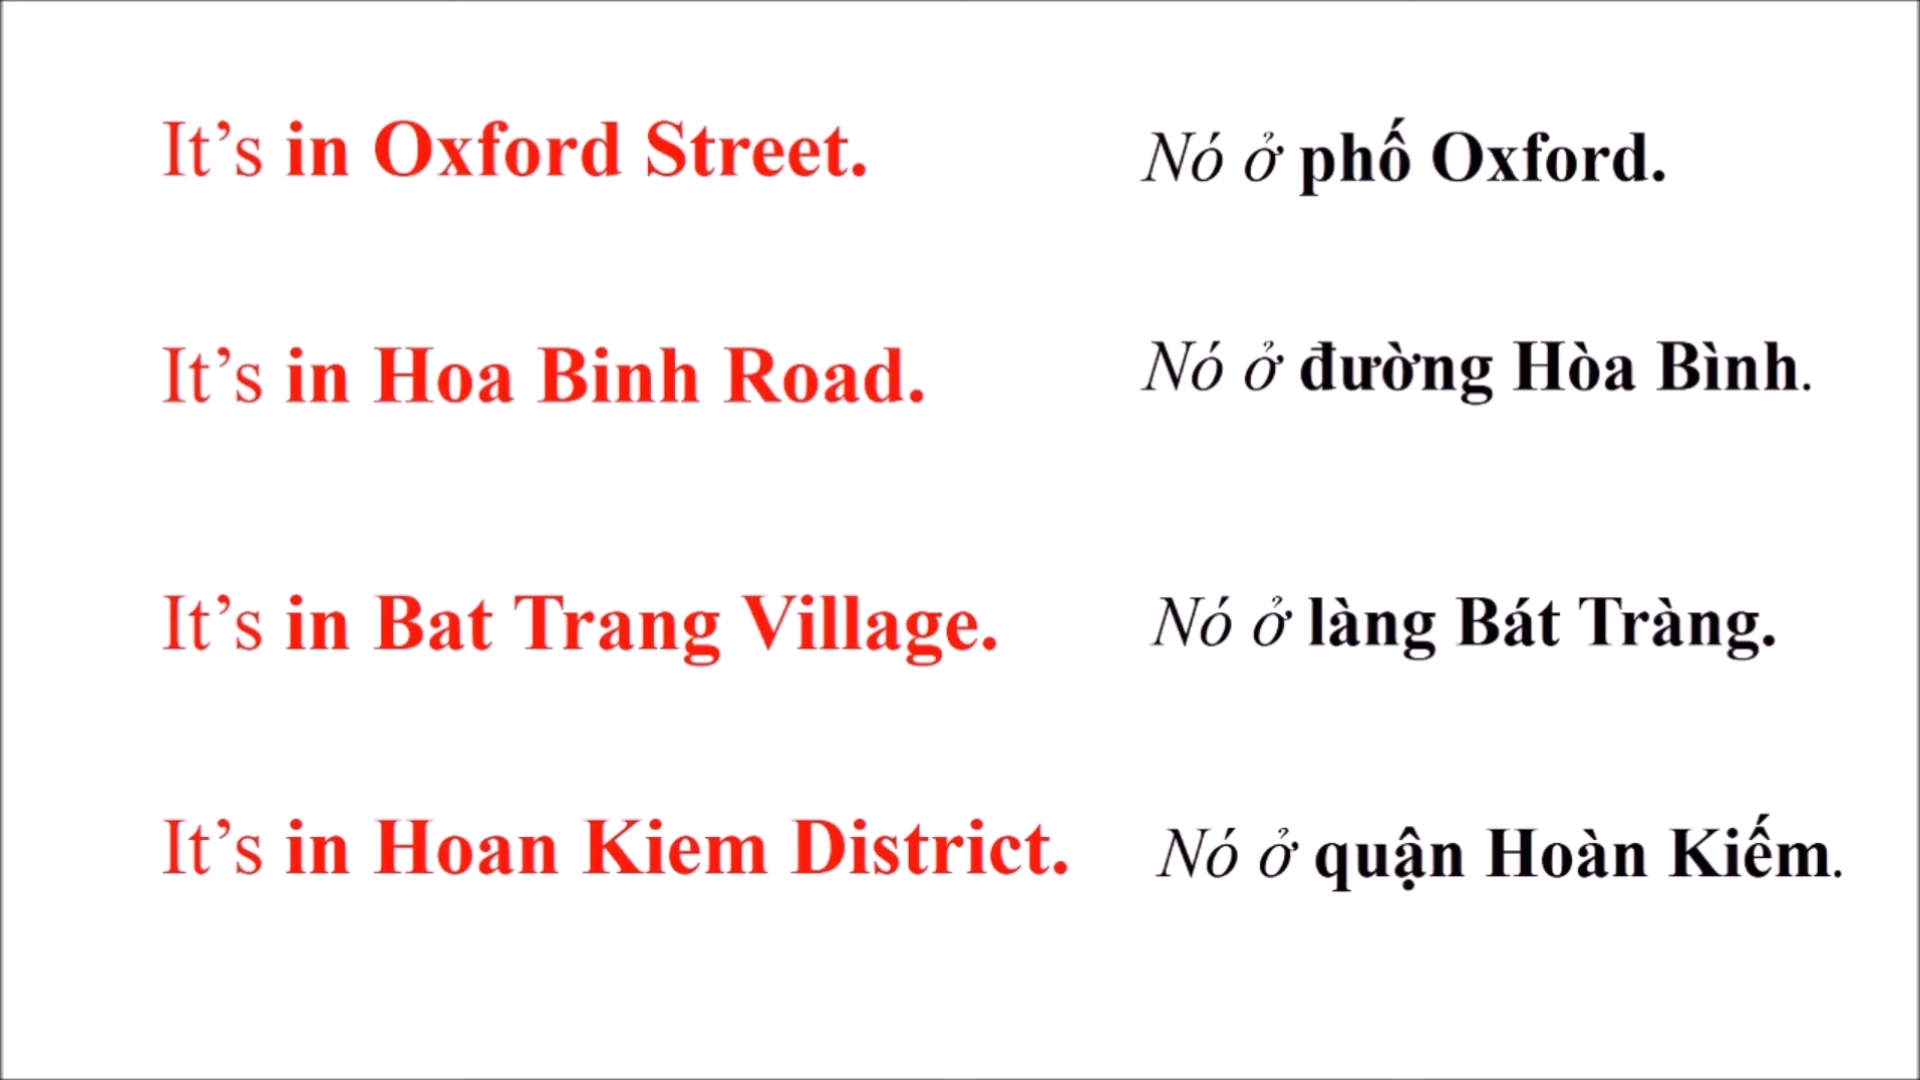 It’s in Oxford Street. Nó ở phố Oxford.
It’s in Hoa Binh Road. Nó ở đường Hòa Bình.
It’s in Bat Trang Village. Nó ở làng Bát Tràng.
It’s in Hoan Kiem District. Nó ở quận Hoàn Kiếm.